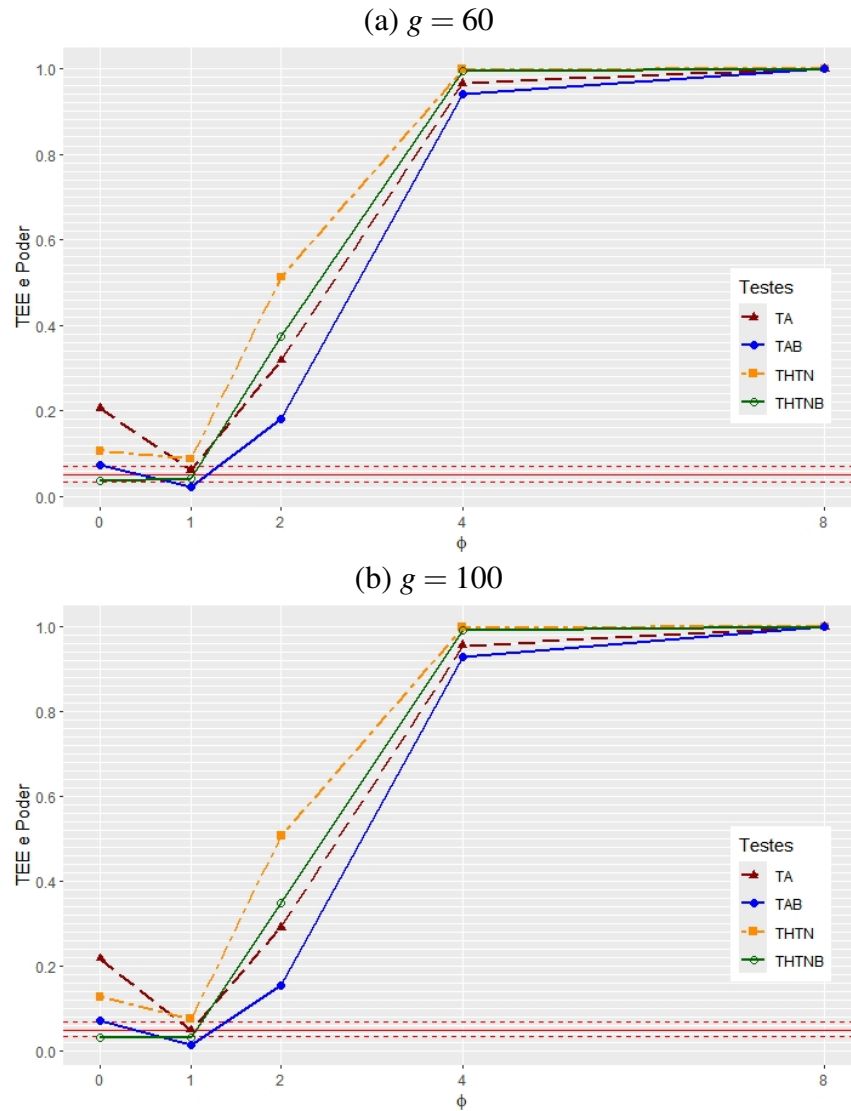 (a) g = 60
1.0
0.8
0.6
0.4
0.2
0.0
TEE e Poder
Testes
TA
TAB
THTN
THTNB
0 1 2 4 8
ϕ
(b) g = 100
1.0
0.8
0.6
0.4
0.2
0.0
TEE e Poder
Testes
TA
TAB
THTN
THTNB
0 1 2 4 8
ϕ